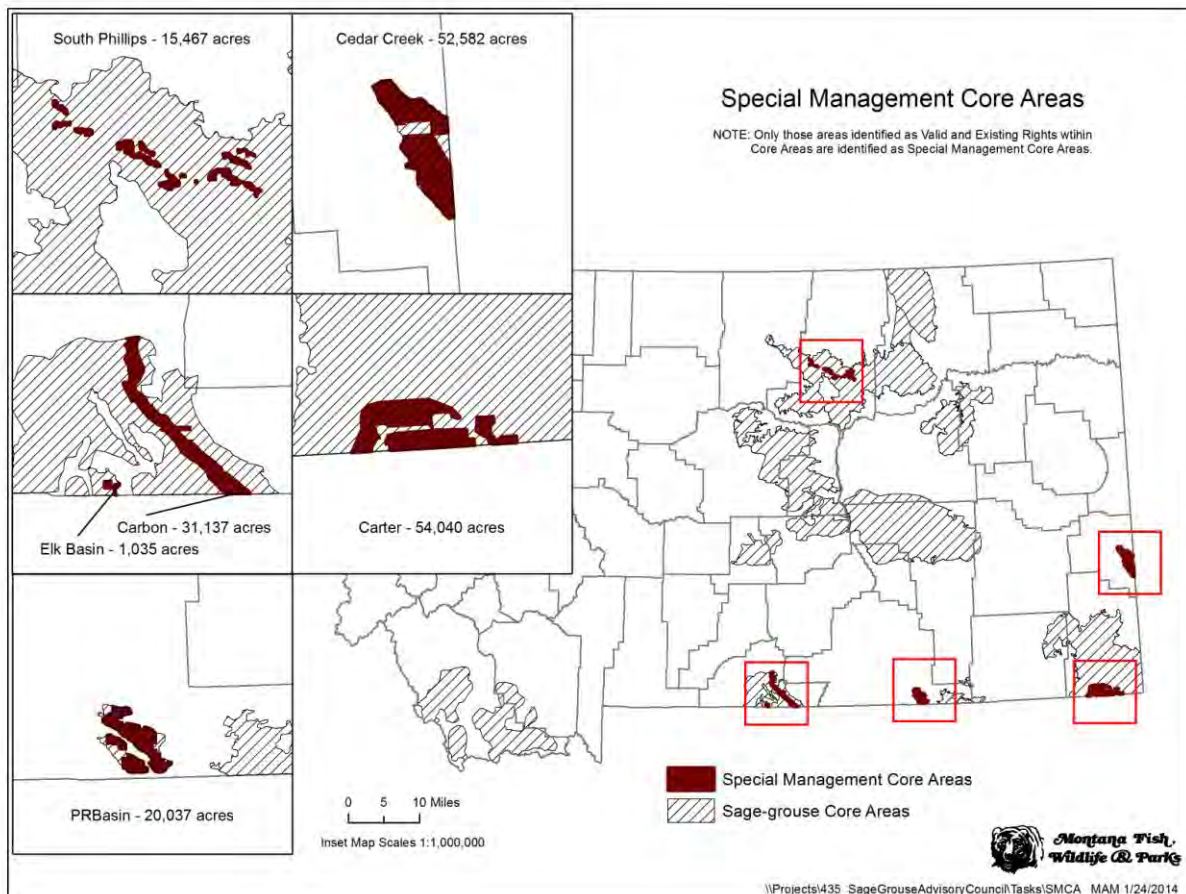 South Phillips - 15,467 acres
Cedar Creek - 52,582 acres
Special Management Core Areas
NOTE: Only those areas identified as Valid and Existing Rights wtihin
Core Areas are identified as Special Management Core Areas.
Carbon - 31,137 acres
Elk Basin - 1,035 acres
Carter - 54,040 acres
PRBasin - 20,037 acres
0 5 10 Miles
Inset Map Scales 1:1,000,000
Special Management Core Areas
Sage-grouse Core Areas
Montana Fish,
Wildlife & Parks
\\Projects\435_SageGrouseAdvisoryCouncil\Tasks\SMCA MAM 1/24/2014